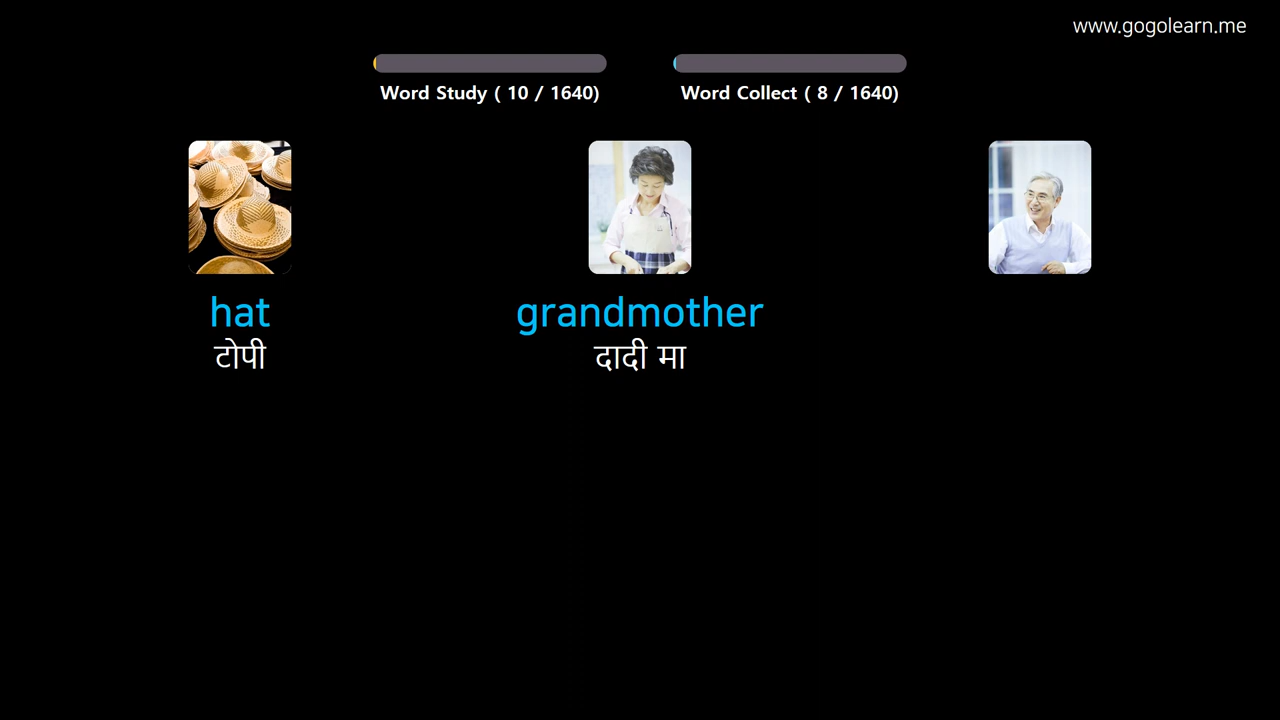 www.gogolearn.me
Word Study ( 10 / 1640)
Word Collect ( 8 / 1640)
hat
टोपी
grandmother
दादी मा